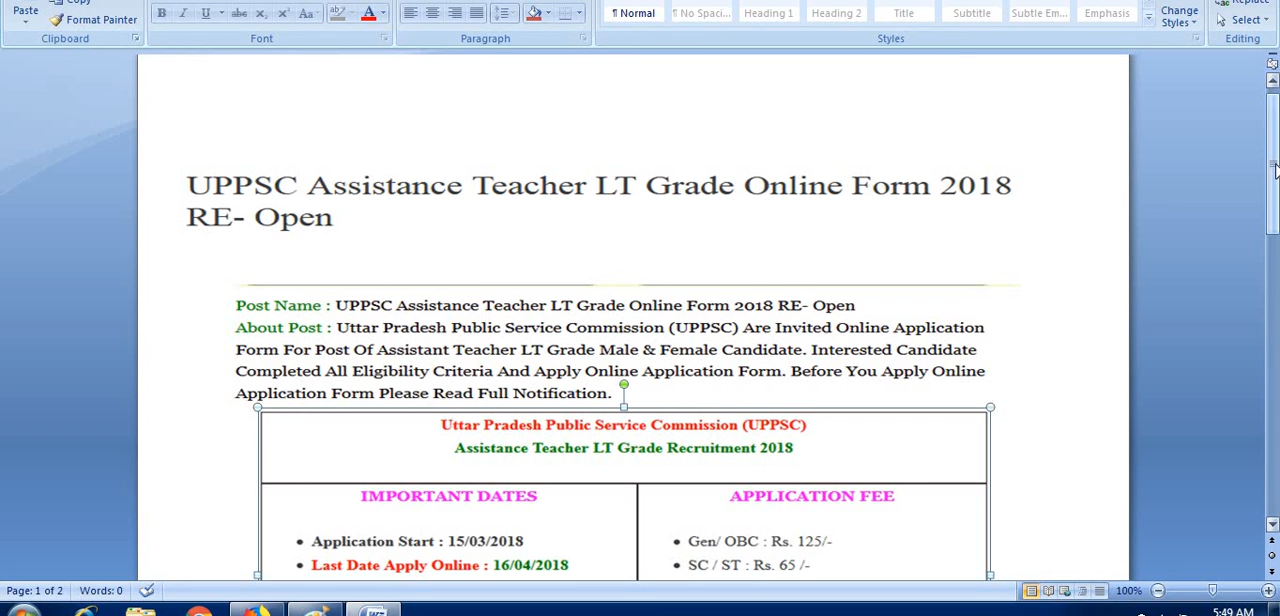 Copy Replace
Paste Format Painter B I U abe x, x² Aa ab A ¶ Normal ¶ No Spaci... Heading 1 Heading 2 Title Subtitle Subtle Em... Emphasis Change Styles Select
Clipboard Font Paragraph Styles Editing
UPPSC Assistance Teacher LT Grade Online Form 2018
RE- Open
Post Name : UPPSC Assistance Teacher LT Grade Online Form 2018 RE- Open
About Post : Uttar Pradesh Public Service Commission (UPPSC) Are Invited Online Application
Form For Post Of Assistant Teacher LT Grade Male & Female Candidate. Interested Candidate
Completed All Eligibility Criteria And Apply Online Application Form. Before You Apply Online
Application Form Please Read Full Notification.
Uttar Pradesh Public Service Commission (UPPSC)
Assistance Teacher LT Grade Recruitment 2018
IMPORTANT DATES APPLICATION FEE
• Application Start : 15/03/2018 • Gen/ OBC : Rs. 125/-
• Last Date Apply Online : 16/04/2018 • SC / ST : Rs. 65 /-
Page: 1 of 2 Words: 0 100%
5:49 AM